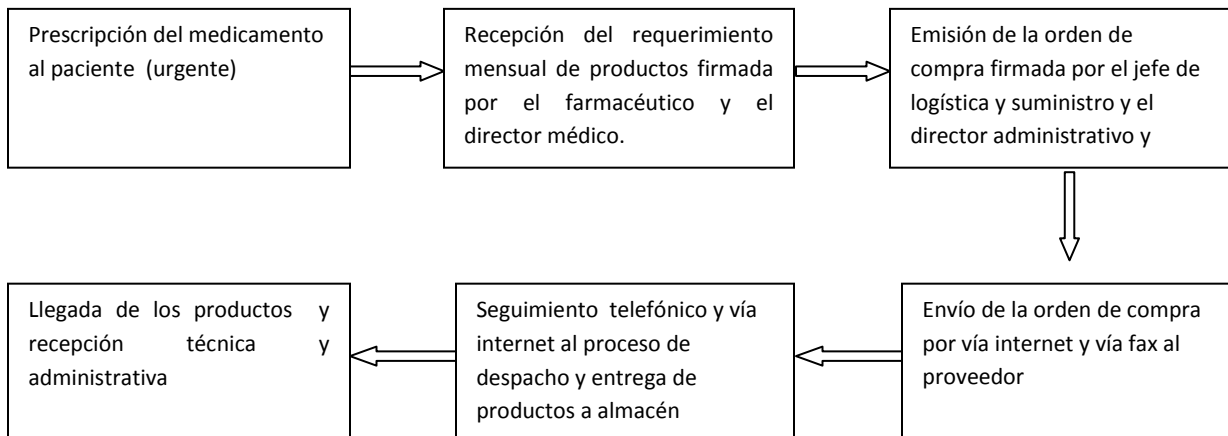 Prescripción del medicamento
al paciente (urgente)
Recepción del requerimiento
mensual de productos firmada
por el farmacéutico y el
director médico.
Emisión de la orden de
compra firmada por el jefe de
logística y suministro y el
director administrativo y
Envío de la orden de compra
por vía internet y vía fax al
proveedor
Seguimiento telefónico y vía
internet al proceso de
despacho y entrega de
productos a almacén
Llegada de los productos y
recepción técnica y
administrativa